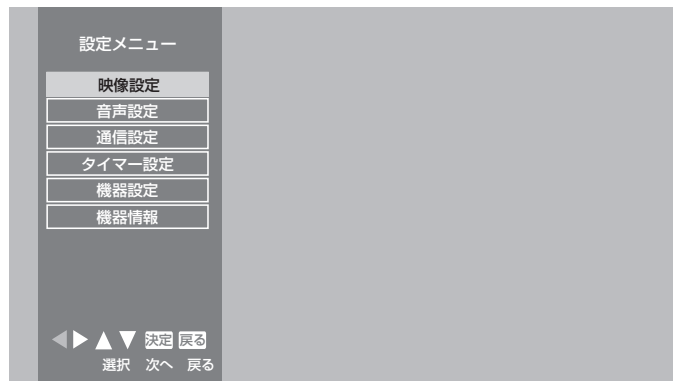 設定メニュー
映像設定
音声設定
通信設定
タイマー設定
機器設定
機器情報
決定 戻る
選択 次へ 戻る